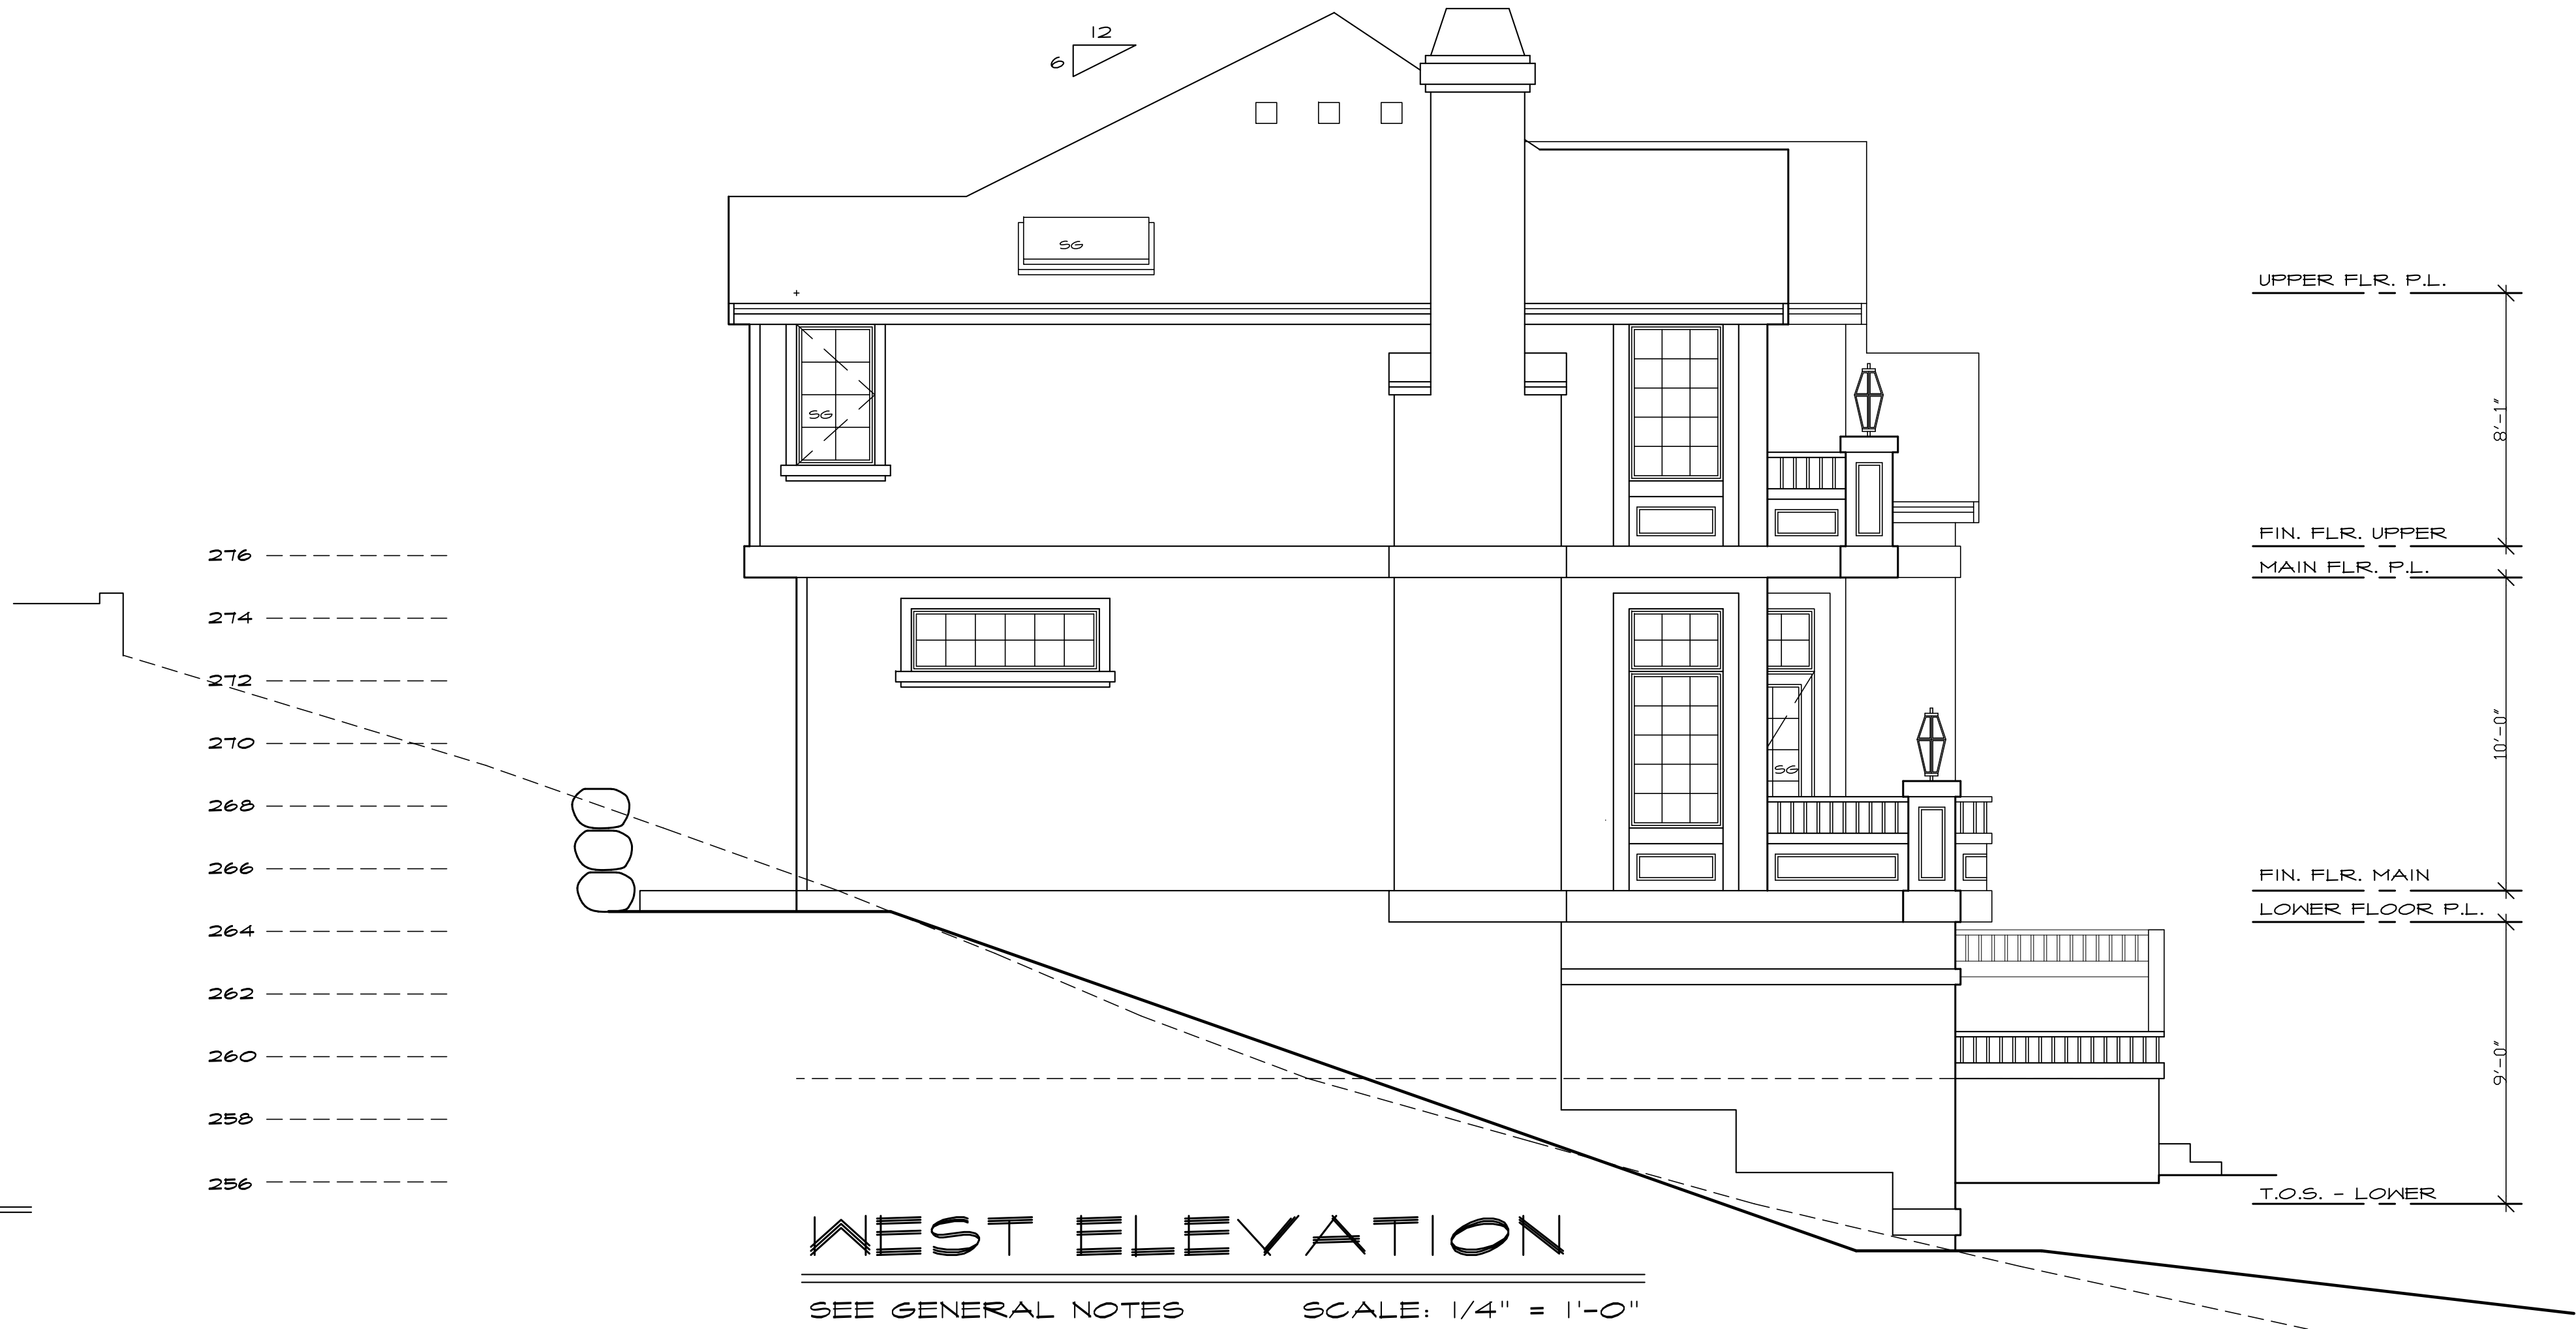 12
6
SG
UPPER FLR. P.L.
SG
8'-1"
FIN. FLR. UPPER
276
MAIN FLR. P.L.
274
272
270
10'-0"
SG
268
266
FIN. FLR. MAIN
LOWER FLOOR P.L.
264
262
260
9'-0"
258
256
T.O.S. - LOWER
WEST ELEVATION
SEE GENERAL NOTES SCALE: 1/4" = 1'-0"